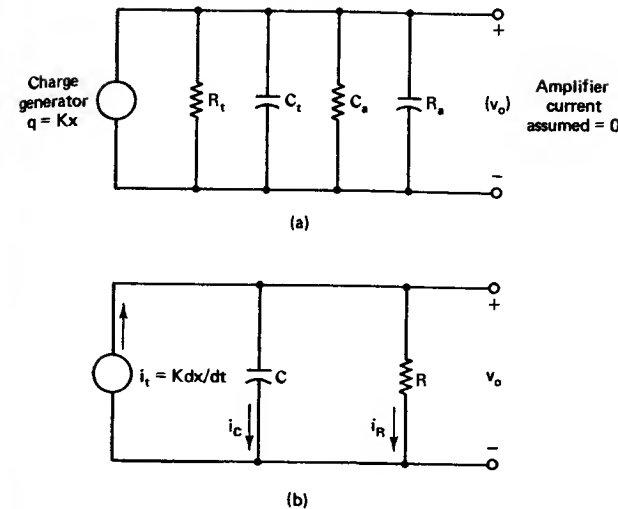 Charge
generator
q = Kx
R_t
C_t
C_a
R_a
+
(v_o)
−
Amplifier
current
assumed = 0
(a)
i_t = Kdx/dt
C
i_C
R
i_R
+
v_o
−
(b)